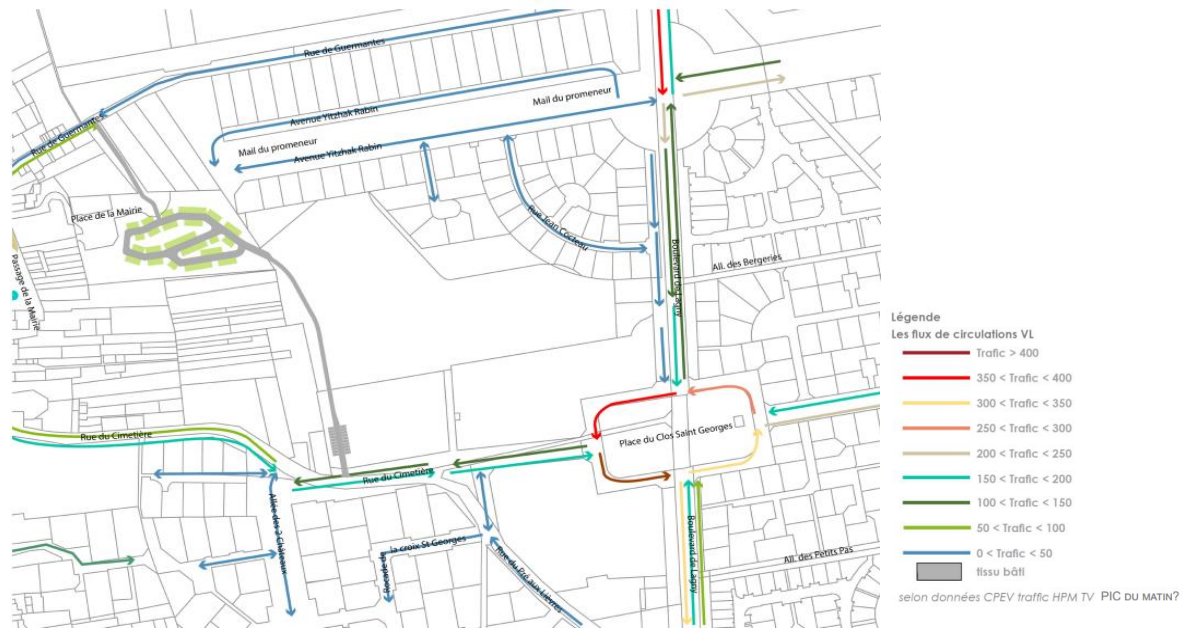 Rue de Guermantes
Mail du promeneur
Avenue Yitzhak Rabin
Rue de Guermantes
Mail du promeneur
Avenue Yitzhak Rabin
Place de la Mairie
Rue Jean Cocteau
Boulevard de Lagny
All. des Bergeries
Passage de la Mairie
Rue du Cimetière
Place du Clos Saint Georges
Rue du Cimetière
Allée des 2 Châteaux
Boulevard de Lagny
la croix St Georges
Bocade de
Rue du Pré aux Lièvres
All. des Petits Pas
Légende
Les flux de circulations VL
Trafic > 400
350 < Trafic < 400
300 < Trafic < 350
250 < Trafic < 300
200 < Trafic < 250
150 < Trafic < 200
100 < Trafic < 150
50 < Trafic < 100
0 < Trafic < 50
tissu bâti
selon données CPEV traffic HPM TV PIC DU MATIN?